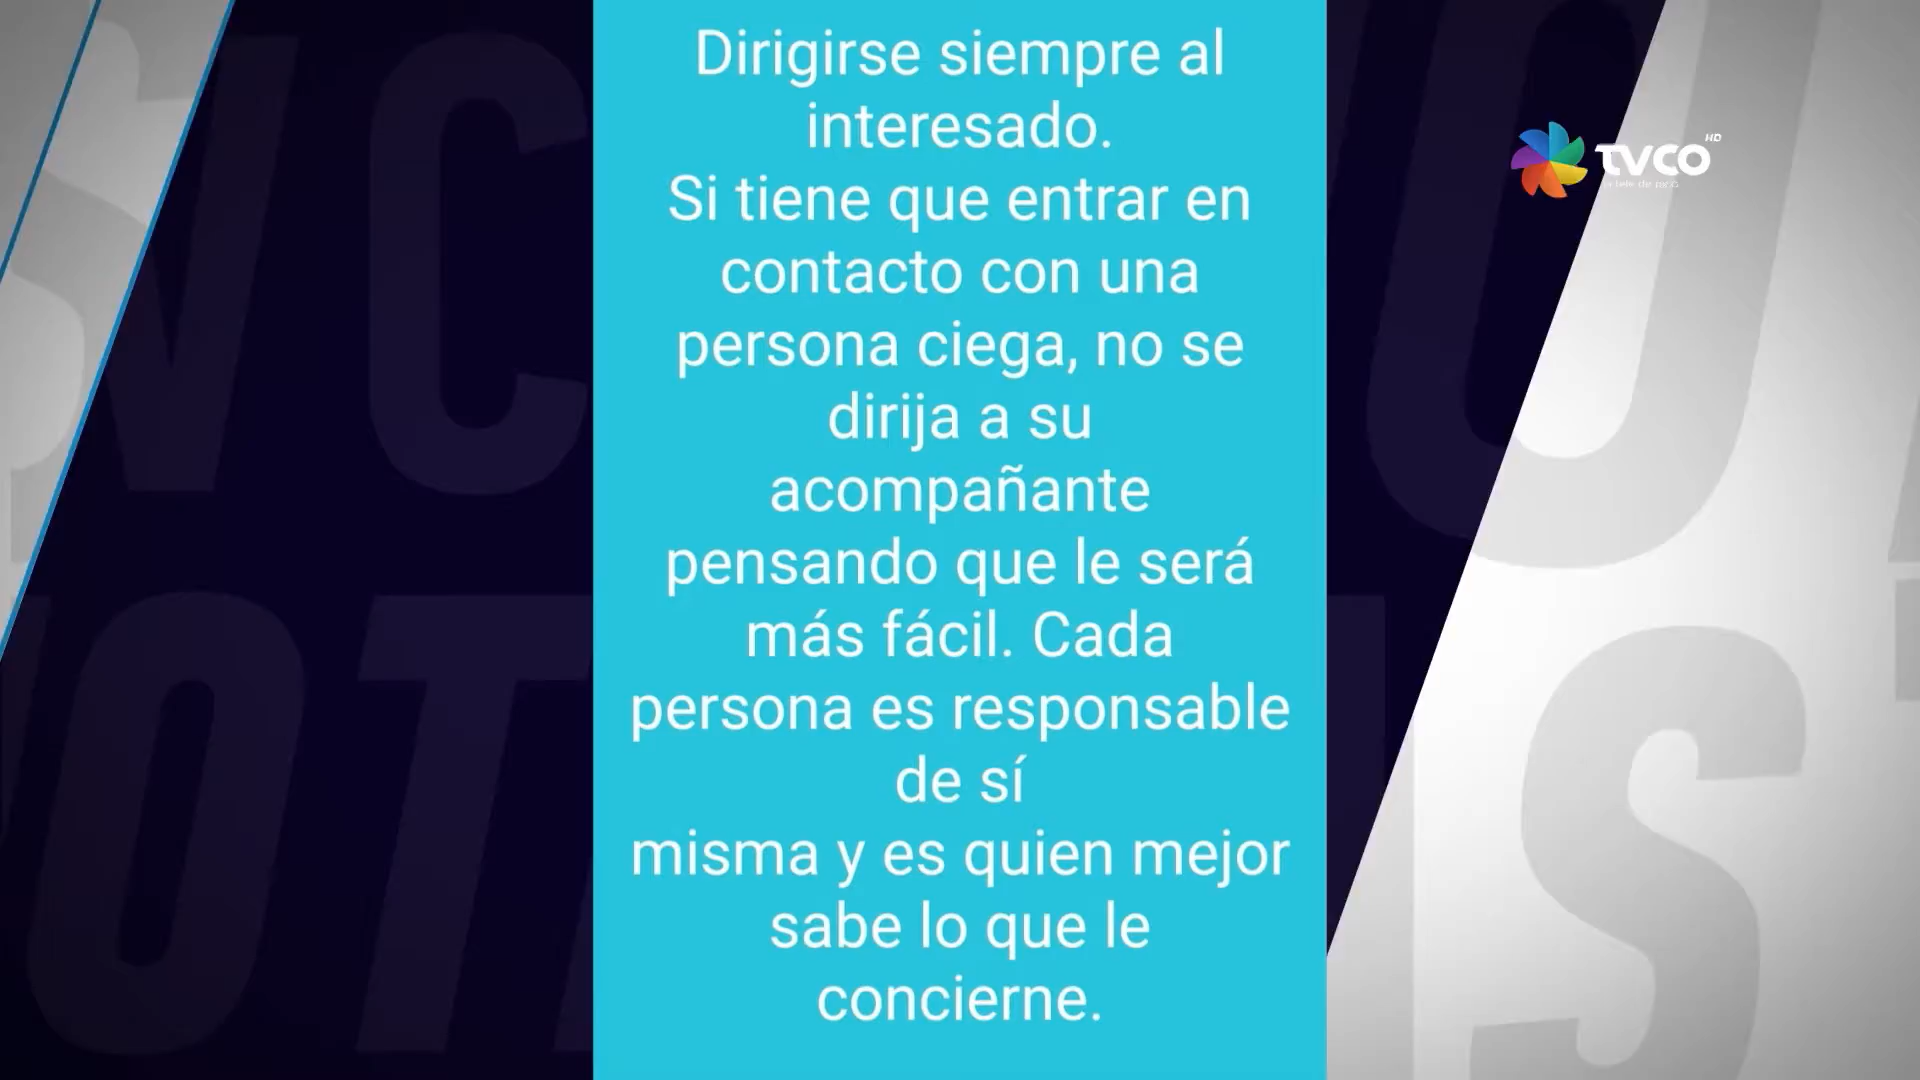 Dirigirse siempre al
interesado.
Si tiene que entrar en
contacto con una
persona ciega, no se
dirija a su
acompañante
pensando que le será
más fácil. Cada
persona es responsable
de sí
misma y es quien mejor
sabe lo que le
concierne.
TVCO HD